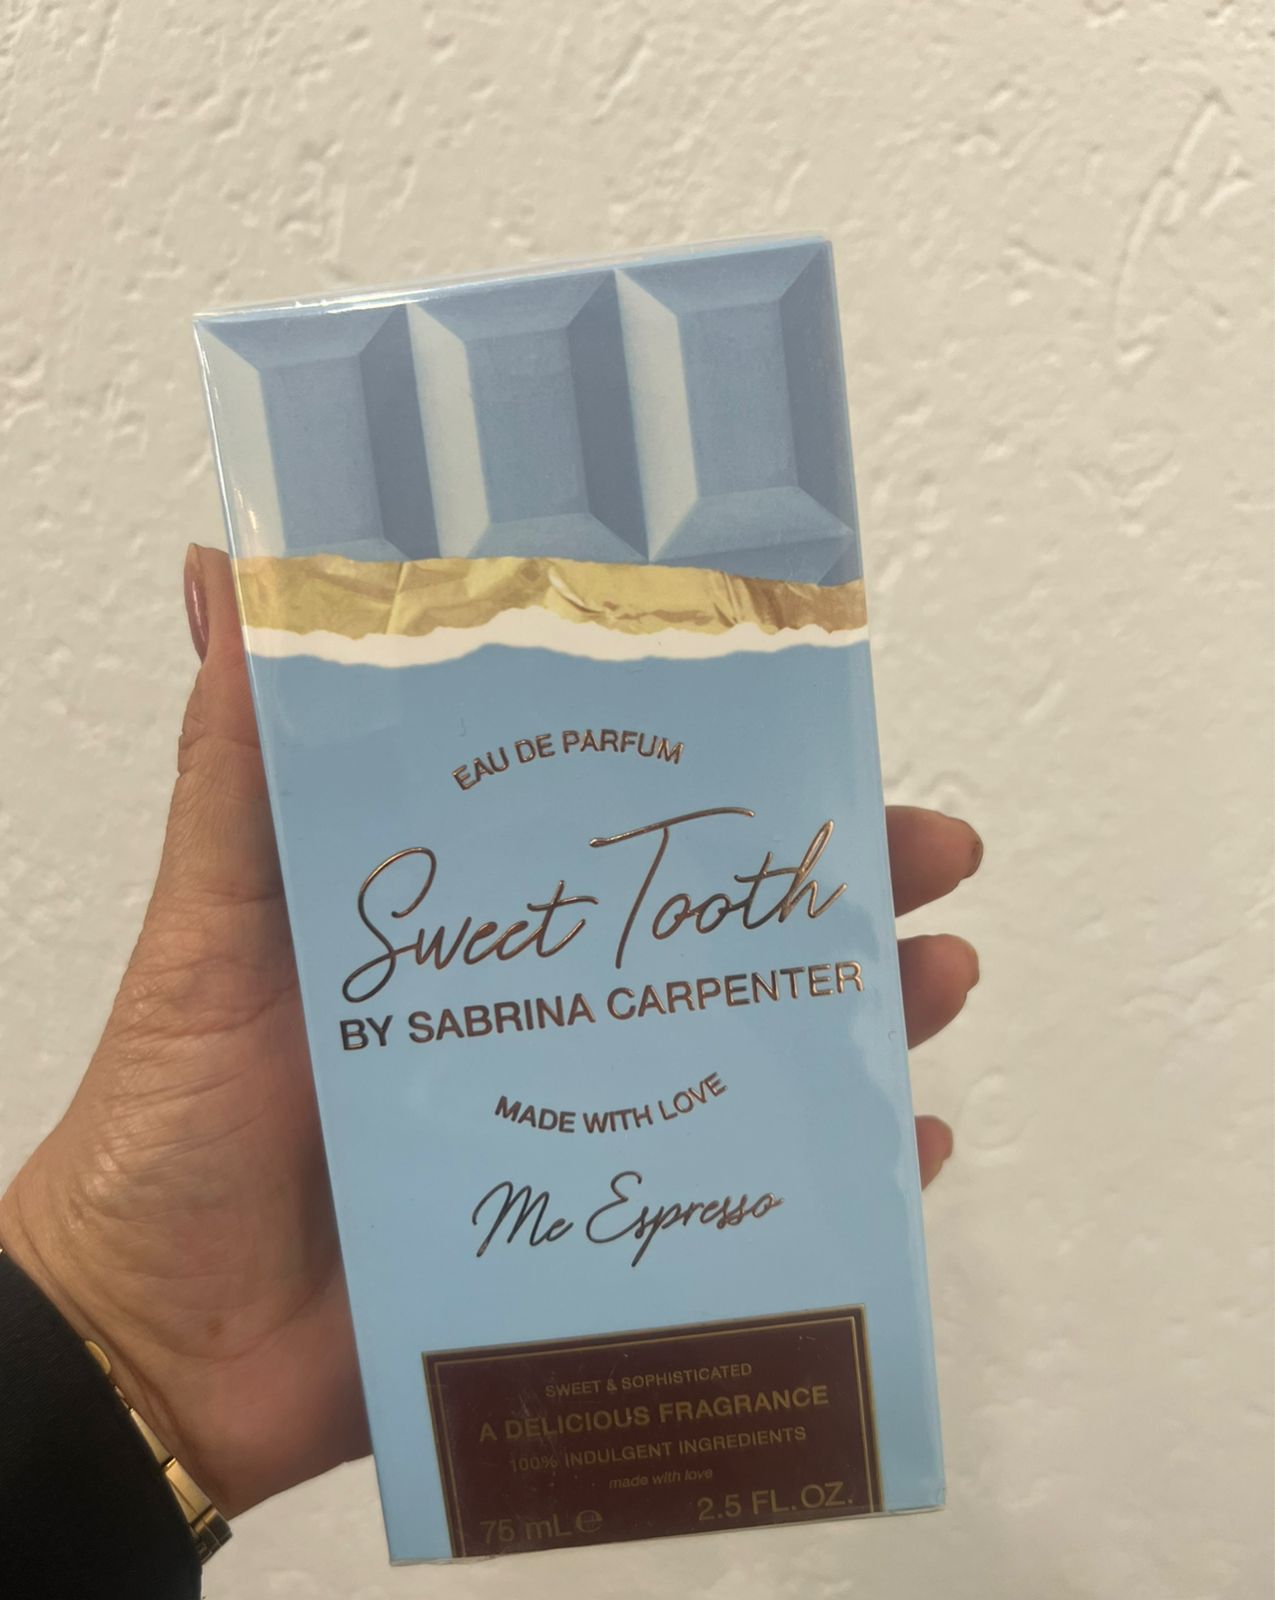 EAU DE PARFUM
Sweet Tooth
BY SABRINA CARPENTER
MADE WITH LOVE
Me Espresso
SWEET & SOPHISTICATED
A DELICIOUS FRAGRANCE
100% INDULGENT INGREDIENTS
made with love
75 mL℮ 2.5 FL.OZ.